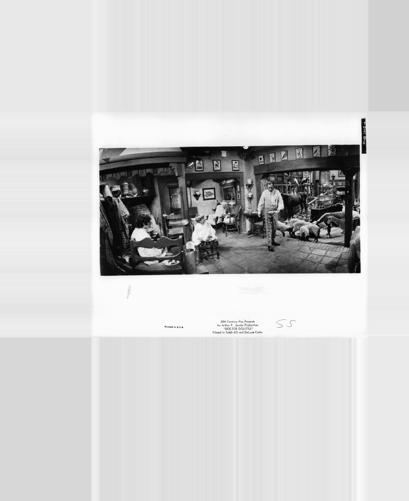 Printed in U.S.A.
20th Century-Fox Presents
An Arthur P. Jacobs Production
"DOCTOR DOLITTLE"
Filmed in TODD-AO and DeLuxe Color
55